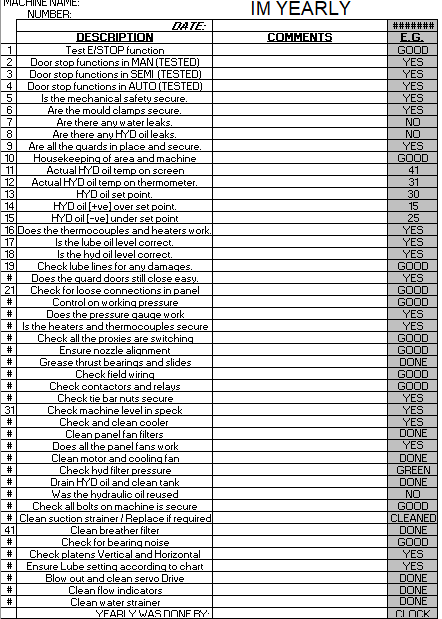 MACHINE NAME: IM YEARLY
NUMBER:
DATE: #######
DESCRIPTION COMMENTS E.G.
1 Test E/STOP function GOOD
2 Door stop functions in MAN (TESTED) YES
3 Door stop functions in SEMI (TESTED) YES
4 Door stop functions in AUTO (TESTED) YES
5 Is the mechanical safety secure. YES
6 Are the mould clamps secure. YES
7 Are there any water leaks. NO
8 Are there any HYD oil leaks. NO
9 Are all the guards in place and secure. YES
10 Housekeeping of area and machine GOOD
11 Actual HYD oil temp on screen 41
12 Actual HYD oil temp on thermometer. 31
13 HYD oil set point. 30
14 HYD oil [+ve] over set point. 15
15 HYD oil [-ve] under set point 25
16 Does the thermocouples and heaters work. YES
17 Is the lube oil level correct. YES
18 Is the hyd oil level correct. YES
19 Check lube lines for any damages. GOOD
# Does the guard doors still close easy. YES
21 Check for loose connections in panel GOOD
# Control on working pressure GOOD
# Does the pressure gauge work YES
# Is the heaters and thermocouples secure YES
# Check all the proxies are switching GOOD
# Ensure nozzle alignment GOOD
# Grease thrust bearings and slides DONE
# Check field wiring GOOD
# Check contactors and relays GOOD
# Check tie bar nuts secure YES
31 Check machine level in speck YES
# Check and clean cooler YES
# Clean panel fan filters DONE
# Does all the panel fans work YES
# Clean motor and cooling fan DONE
# Check hyd filter pressure GREEN
# Drain HYD oil and clean tank DONE
# Was the hydraulic oil reused NO
# Check all bolts on machine is secure GOOD
# Clean suction strainer / Replace if required CLEANED
41 Clean breather filter DONE
# Check for bearing noise GOOD
# Check platens Vertical and Horizontal YES
# Ensure Lube setting according to chart YES
# Blow out and clean servo Drive DONE
# Clean flow indicators DONE
# Clean water strainer DONE
YEARLY WAS DONE BY: CLOCK